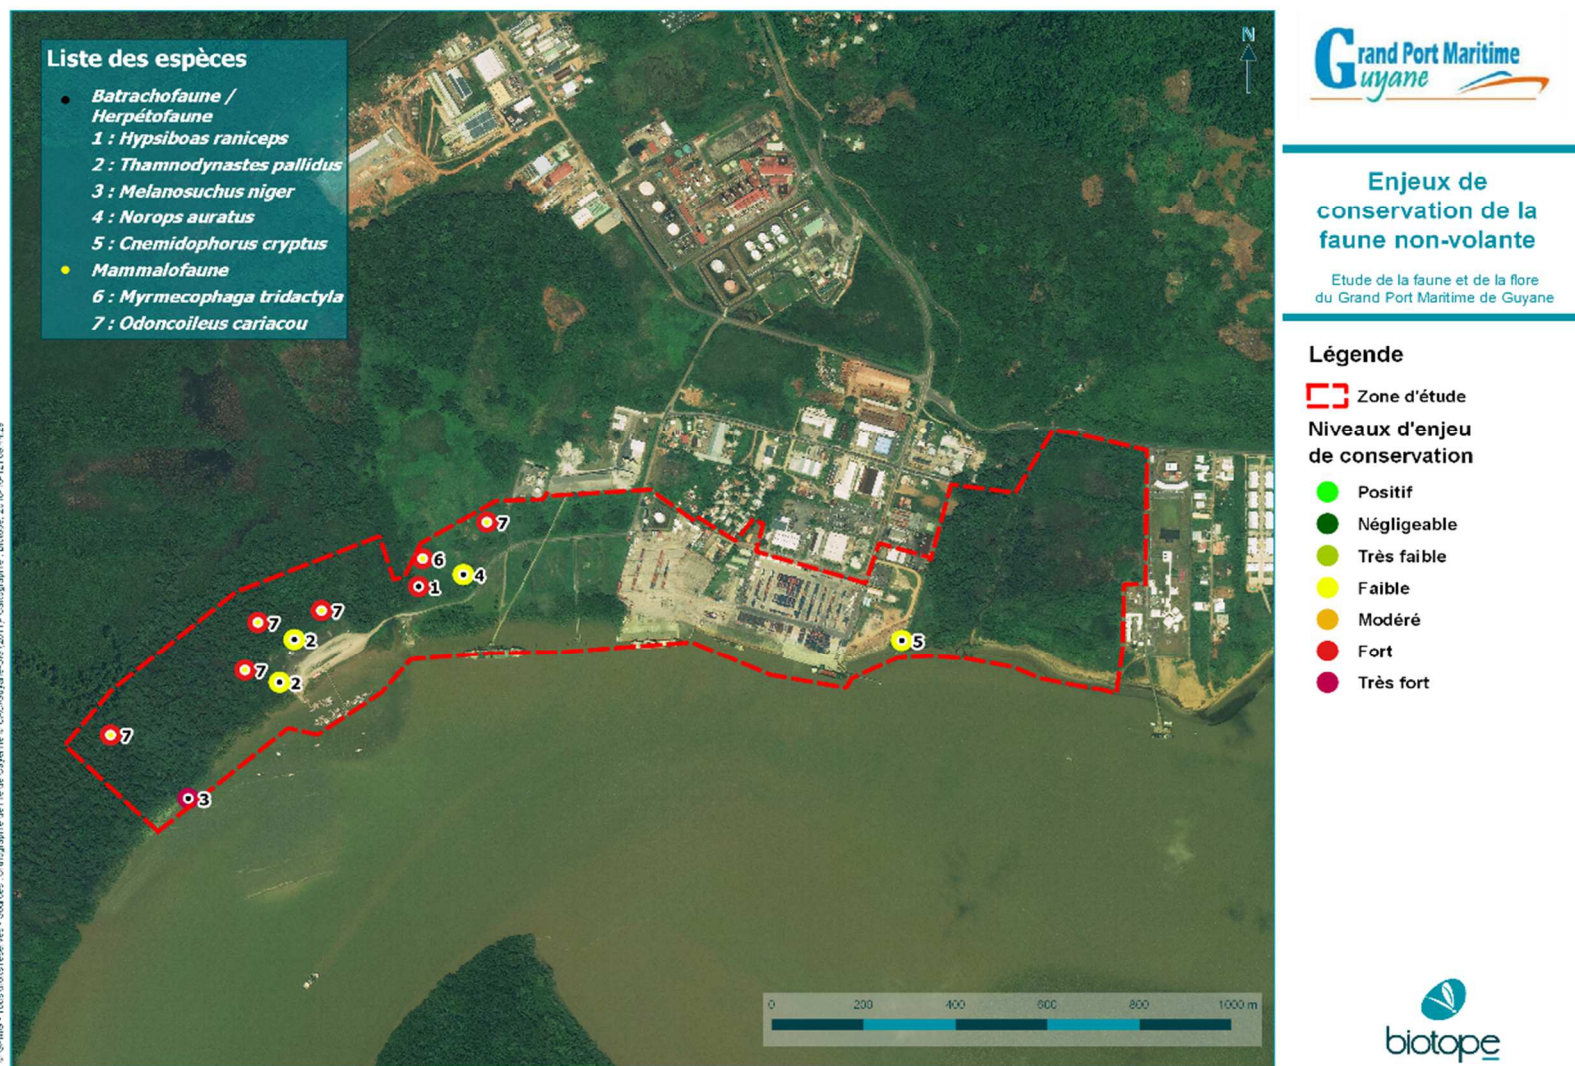 Liste des espèces
Batrachofaune /
Herpétofaune
1 : Hypsiboas raniceps
2 : Thamnodynastes pallidus
3 : Melanosuchus niger
4 : Norops auratus
5 : Cnemidophorus cryptus
Mammalofaune
6 : Myrmecophaga tridactyla
7 : Odoncoileus cariacou
N
7
6
4
1
7
7
2
5
7
2
7
3
0 200 400 600 800 1000 m
Grand Port Maritime
Guyane
Enjeux de
conservation de la
faune non-volante
Etude de la faune et de la flore
du Grand Port Maritime de Guyane
Légende
Zone d'étude
Niveaux d'enjeu
de conservation
Positif
Négligeable
Très faible
Faible
Modéré
Fort
Très fort
biotope